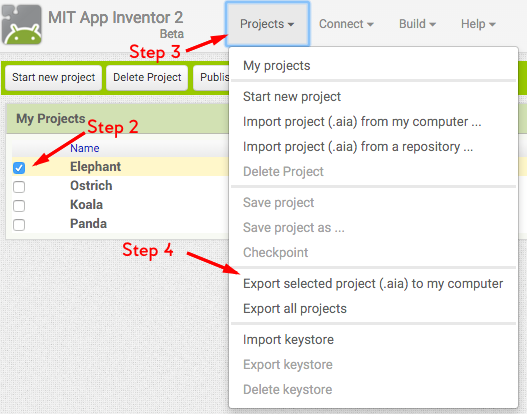 MIT App Inventor 2
Beta
Projects Connect Build Help
Step 3
Start new project Delete Project Publis
My projects
Start new project
Import project (.aia) from my computer ...
Import project (.aia) from a repository ...
Delete Project
Save project
Save project as ...
Checkpoint
Export selected project (.aia) to my computer
Export all projects
Import keystore
Export keystore
Delete keystore
My Projects
Step 2
Name
Elephant
Ostrich
Koala
Panda
Step 4